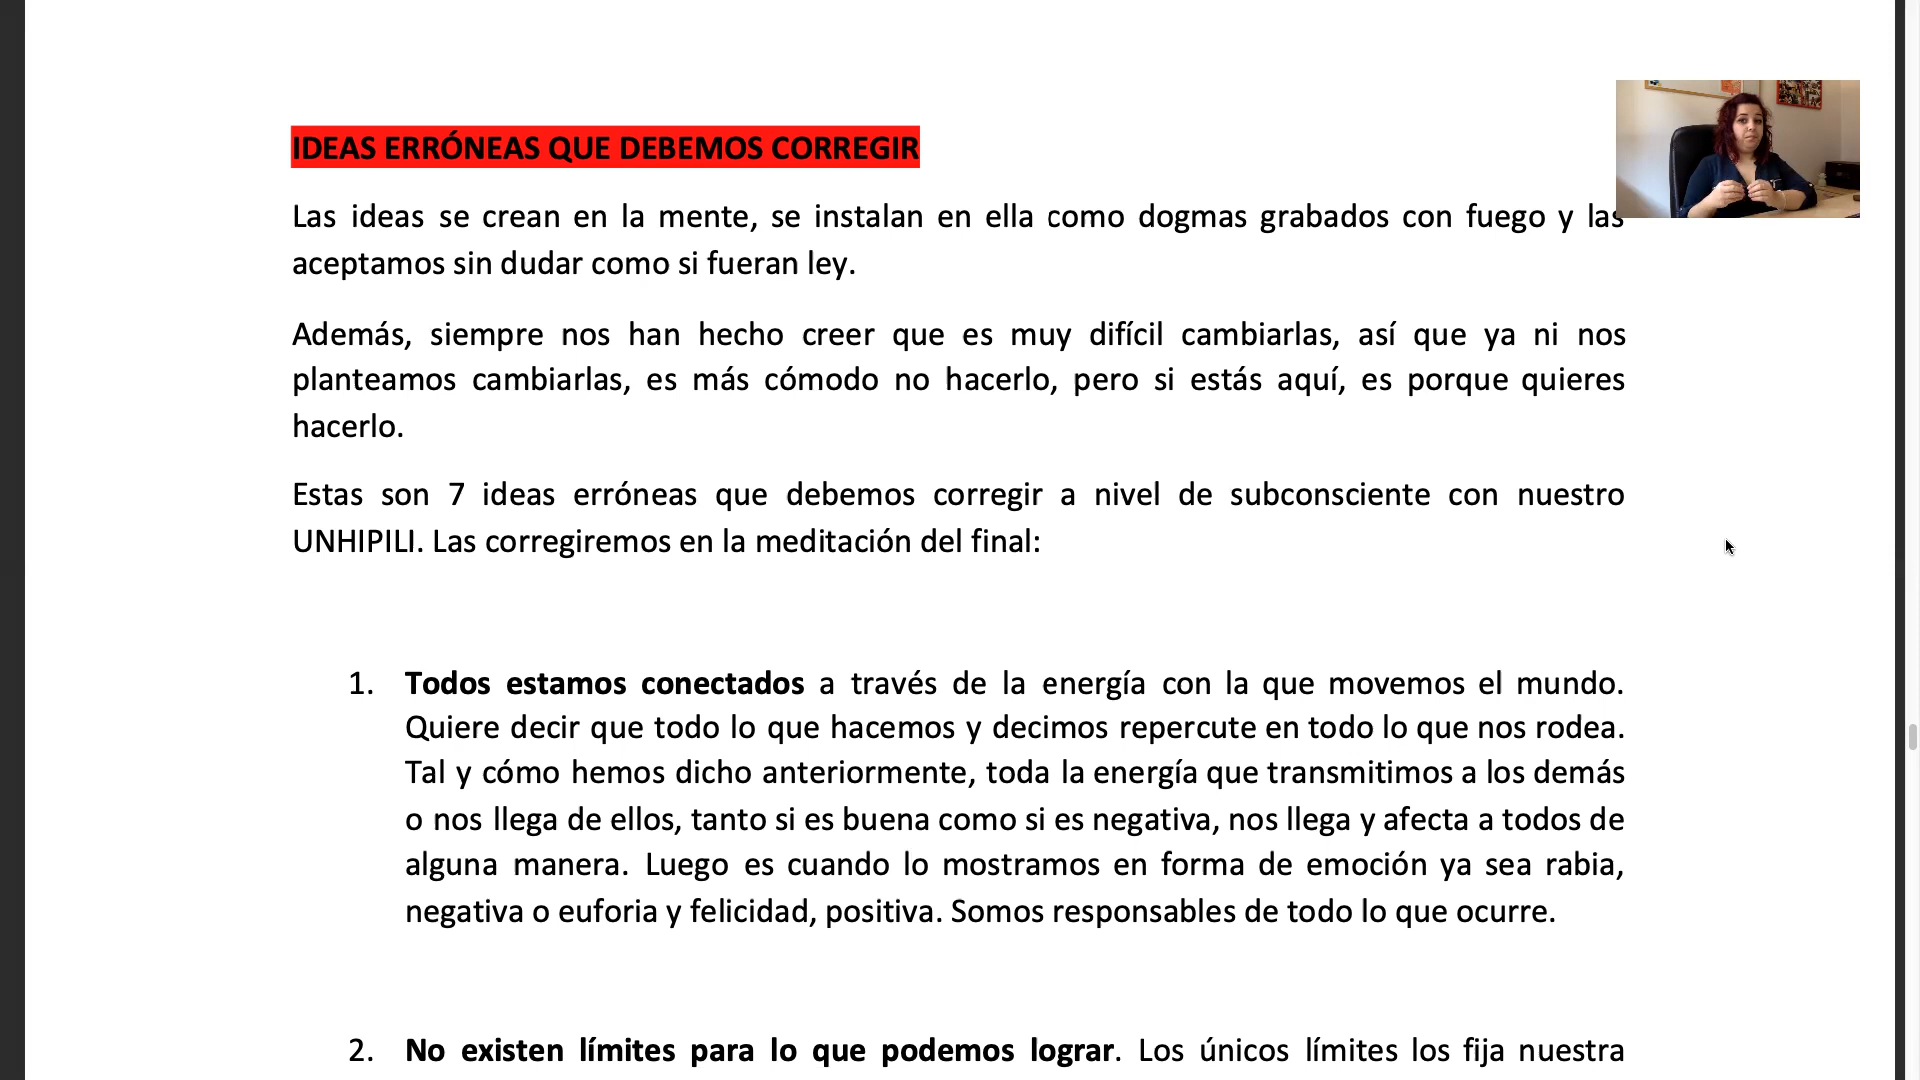 IDEAS ERRÓNEAS QUE DEBEMOS CORREGIR
Las ideas se crean en la mente, se instalan en ella como dogmas grabados con fuego y las
aceptamos sin dudar como si fueran ley.
Además, siempre nos han hecho creer que es muy difícil cambiarlas, así que ya ni nos
planteamos cambiarlas, es más cómodo no hacerlo, pero si estás aquí, es porque quieres
hacerlo.
Estas son 7 ideas erróneas que debemos corregir a nivel de subconsciente con nuestro
UNHIPILI. Las corregiremos en la meditación del final:
1. Todos estamos conectados a través de la energía con la que movemos el mundo.
Quiere decir que todo lo que hacemos y decimos repercute en todo lo que nos rodea.
Tal y cómo hemos dicho anteriormente, toda la energía que transmitimos a los demás
o nos llega de ellos, tanto si es buena como si es negativa, nos llega y afecta a todos de
alguna manera. Luego es cuando lo mostramos en forma de emoción ya sea rabia,
negativa o euforia y felicidad, positiva. Somos responsables de todo lo que ocurre.
2. No existen límites para lo que podemos lograr. Los únicos límites los fija nuestra